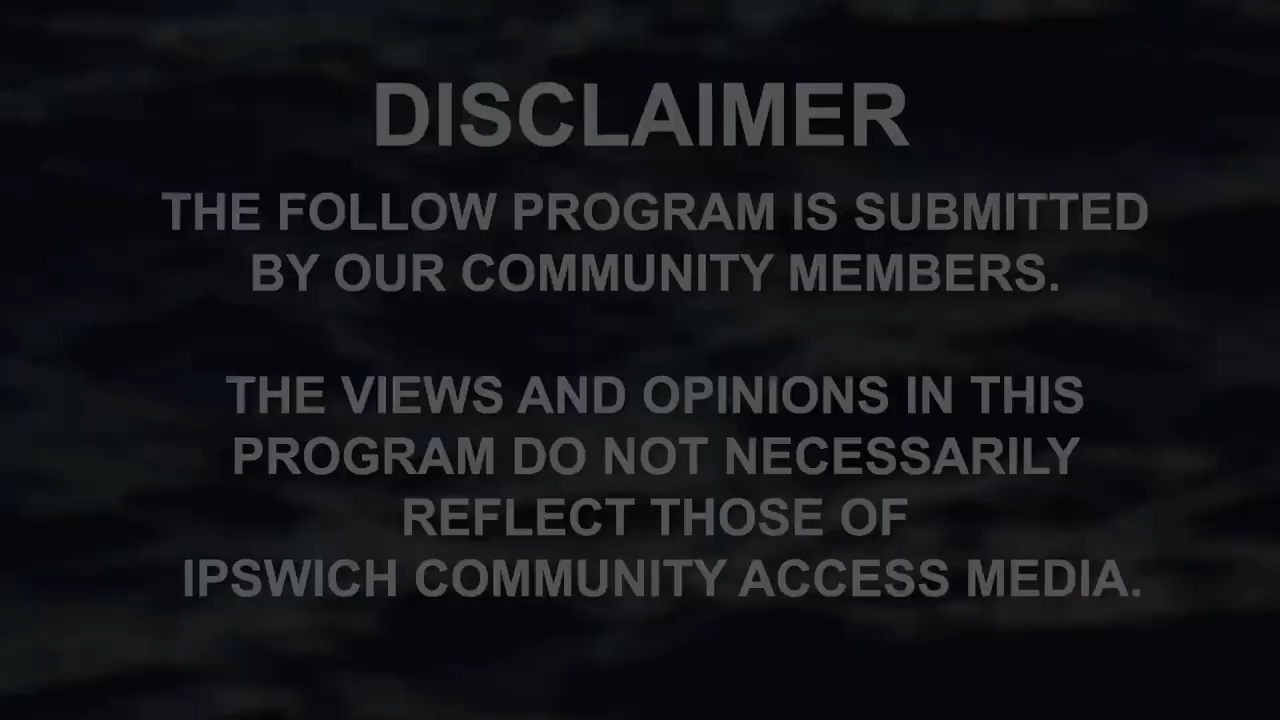 DISCLAIMER
THE FOLLOW PROGRAM IS SUBMITTED
BY OUR COMMUNITY MEMBERS.
THE VIEWS AND OPINIONS IN THIS
PROGRAM DO NOT NECESSARILY
REFLECT THOSE OF
IPSWICH COMMUNITY ACCESS MEDIA.